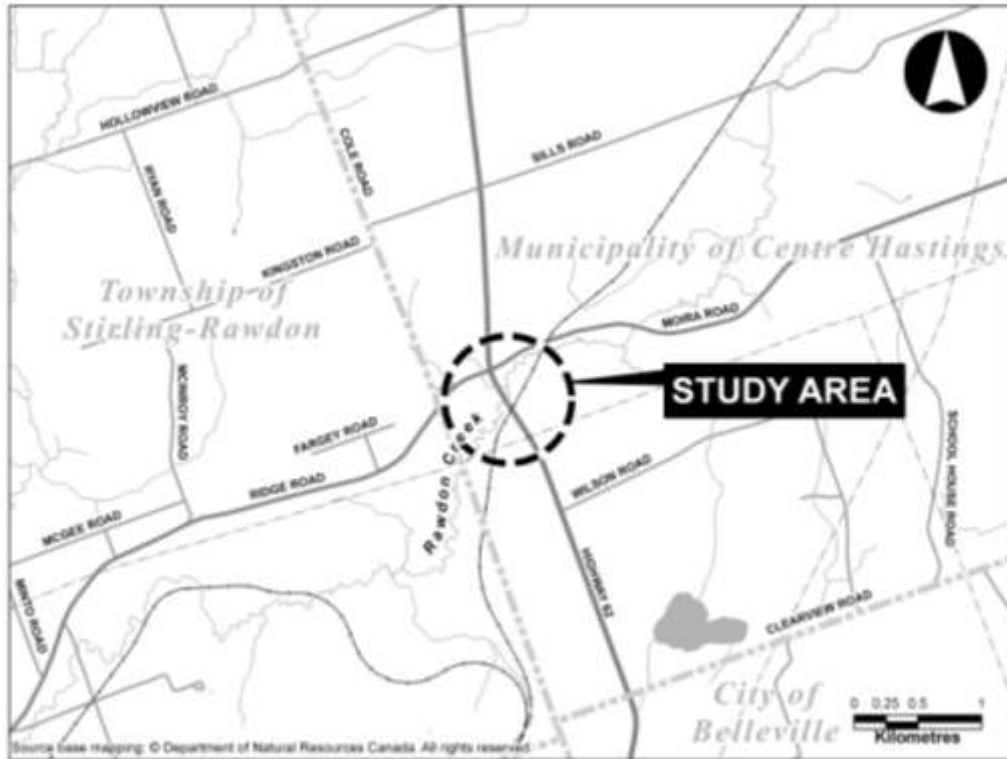 HOLLOWVIEW ROAD
RYAN ROAD
COLE ROAD
SILLS ROAD
KINGSTON ROAD
Municipality of Centre Hastings
Township of
Stirling-Rawdon
MOIRA ROAD
STUDY AREA
MCINROY ROAD
FARGEY ROAD
Rawdon Creek
RIDGE ROAD
WILSON ROAD
SCHOOL HOUSE ROAD
MCGEE ROAD
MINTO ROAD
HIGHWAY 62
CLEARVIEW ROAD
City of
Belleville
0 0.25 0.5 1
Kilometres
Source base mapping: © Department of Natural Resources Canada. All rights reserved.